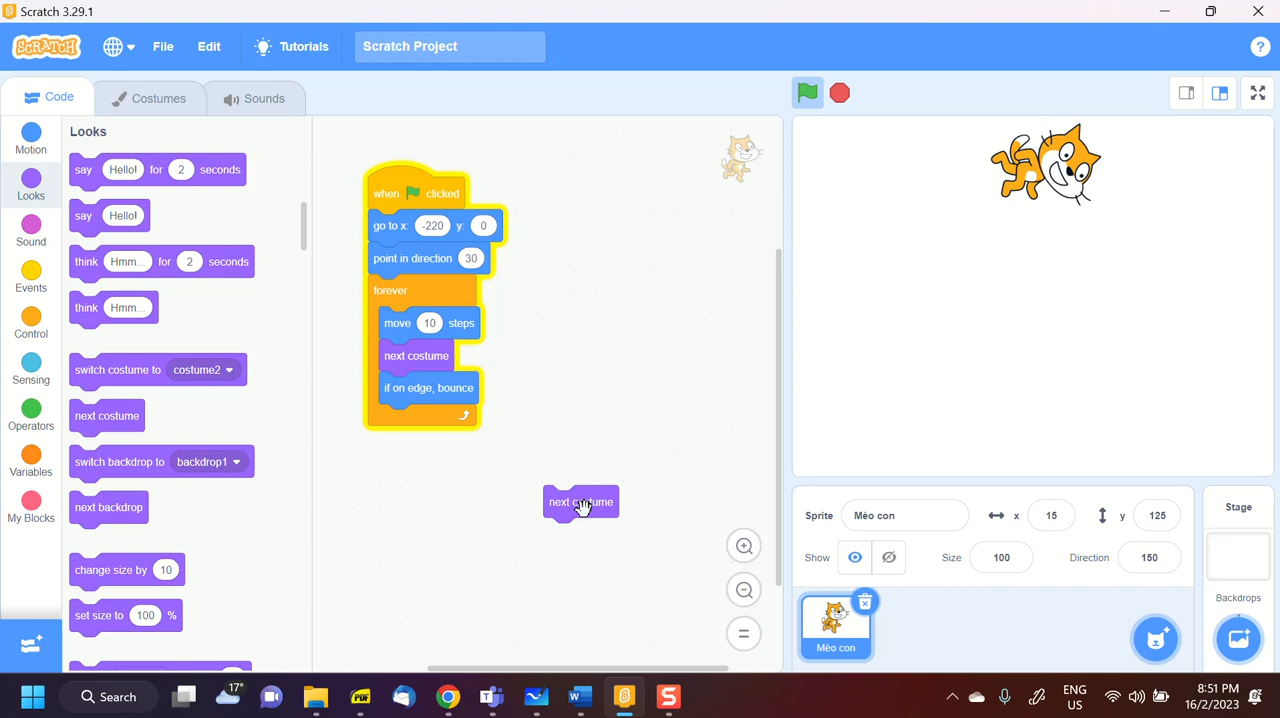 Scratch 3.29.1
SCRATCH
File
Edit
Tutorials
Scratch Project
?
Code
Costumes
Sounds
Motion
Looks
Sound
Events
Control
Sensing
Operators
Variables
My Blocks
Looks
say Hello! for 2 seconds
say Hello!
think Hmm... for 2 seconds
think Hmm...
switch costume to costume2
next costume
switch backdrop to backdrop1
next backdrop
change size by 10
set size to 100 %
when clicked
go to x: -220 y: 0
point in direction 30
forever
move 10 steps
next costume
if on edge, bounce
Sprite Mèo con x 15 y 125
Show Size 100 Direction 150
Mèo con
Stage
Backdrops
Search
17°
PDF
ENG
US
8:51 PM
16/2/2023